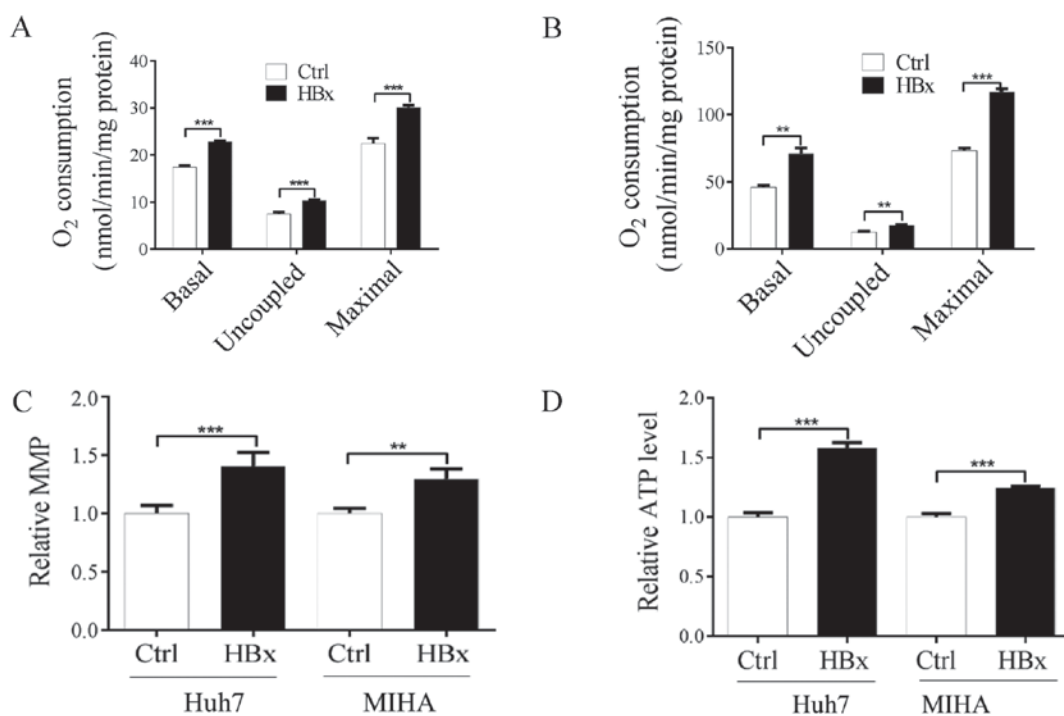 A
O2 consumption
(nmol/min/mg protein)
40
30
20
10
0
Ctrl
HBx
***
***
***
Basal
Uncoupled
Maximal
B
O2 consumption
(nmol/min/mg protein)
150
100
50
0
Ctrl
HBx
**
**
***
Basal
Uncoupled
Maximal
C
Relative MMP
2.0
1.5
1.0
0.5
0.0
***
**
Ctrl HBx Ctrl HBx
Huh7 MIHA
D
Relative ATP level
2.0
1.5
1.0
0.5
0.0
***
***
Ctrl HBx Ctrl HBx
Huh7 MIHA